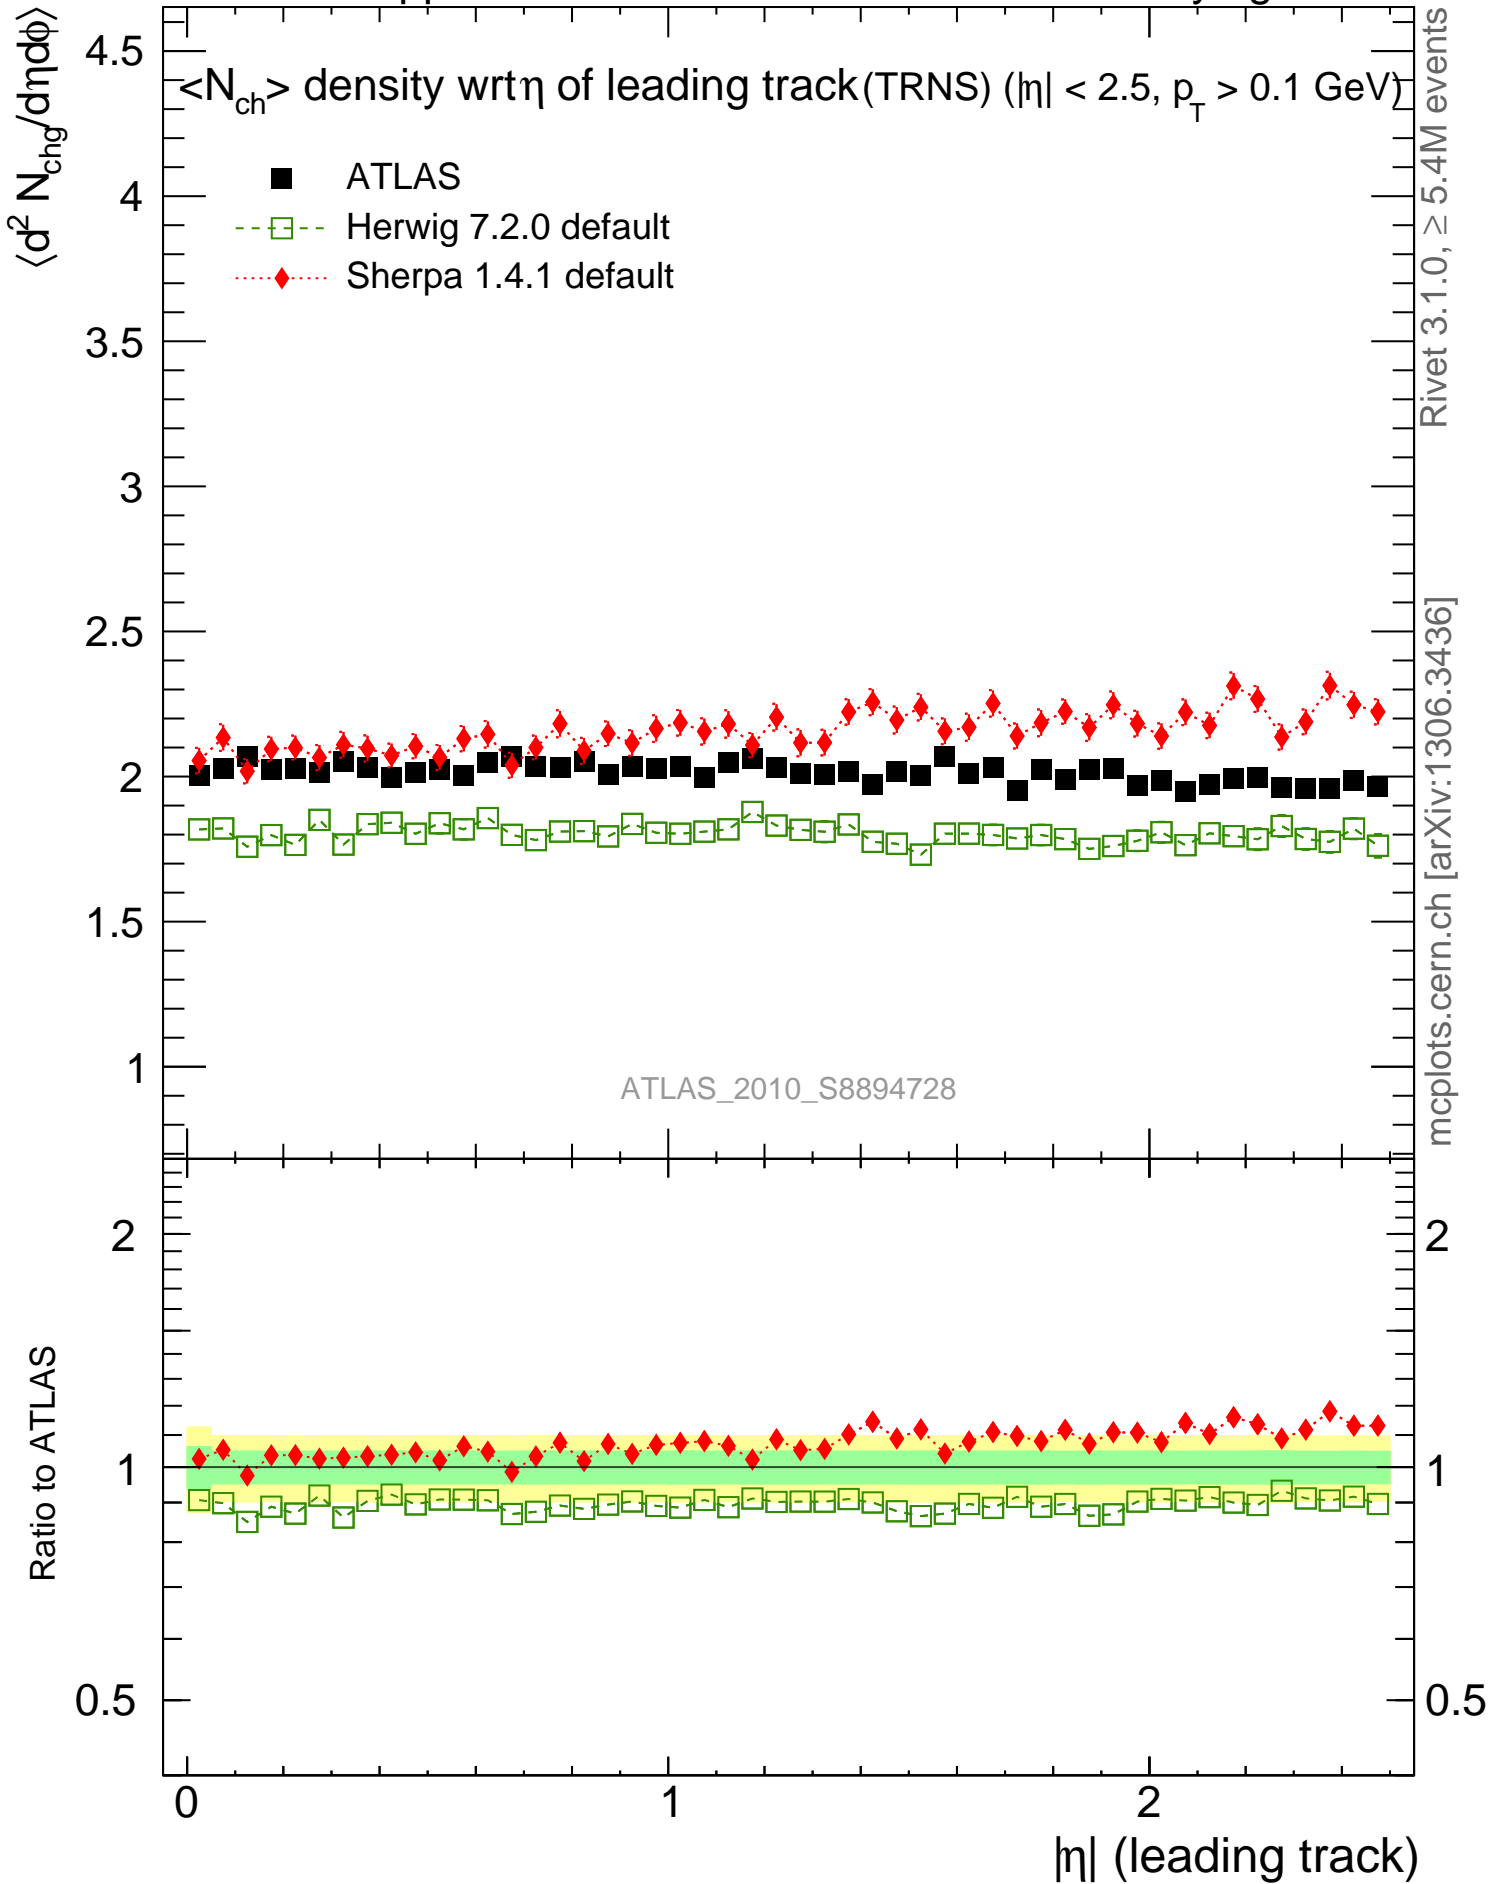 ⟨d² N_chg/dηdϕ⟩
<N_ch> density wrt η of leading track (TRNS) (|η| < 2.5, p_T > 0.1 GeV)
ATLAS
Herwig 7.2.0 default
Sherpa 1.4.1 default
4.5
4
3.5
3
2.5
2
1.5
1
ATLAS_2010_S8894728
Rivet 3.1.0, ≥ 5.4M events
mcplots.cern.ch [arXiv:1306.3436]
Ratio to ATLAS
2
1
0.5
2
1
0.5
0
1
2
|η| (leading track)